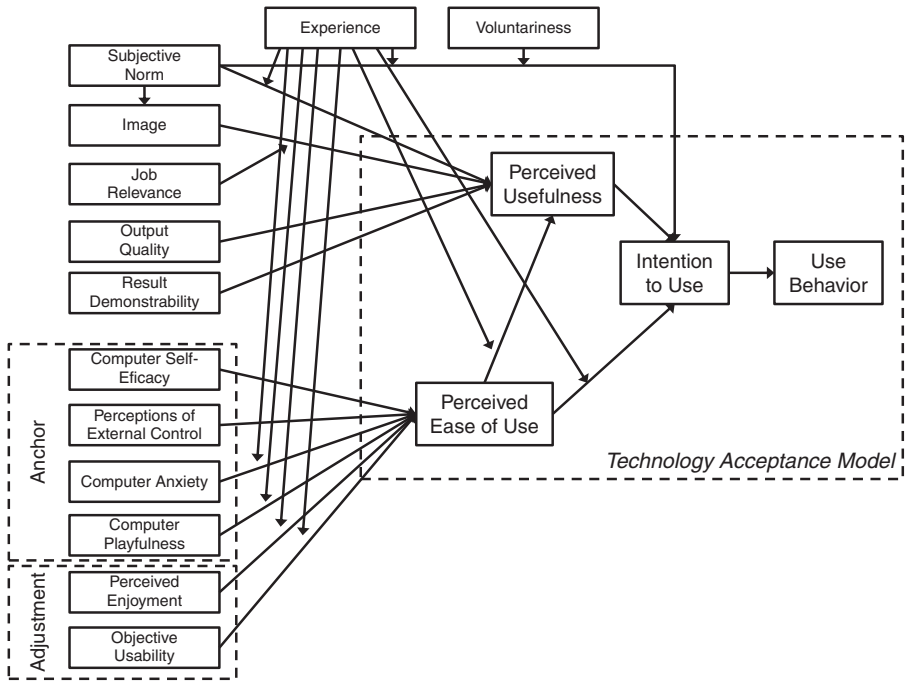 Experience
Voluntariness
Subjective
Norm
Image
Job
Relevance
Output
Quality
Result
Demonstrability
Perceived
Usefulness
Intention
to Use
Use
Behavior
Perceived
Ease of Use
Technology Acceptance Model
Anchor
Computer Self-
Eficacy
Perceptions of
External Control
Computer Anxiety
Computer
Playfulness
Adjustment
Perceived
Enjoyment
Objective
Usability